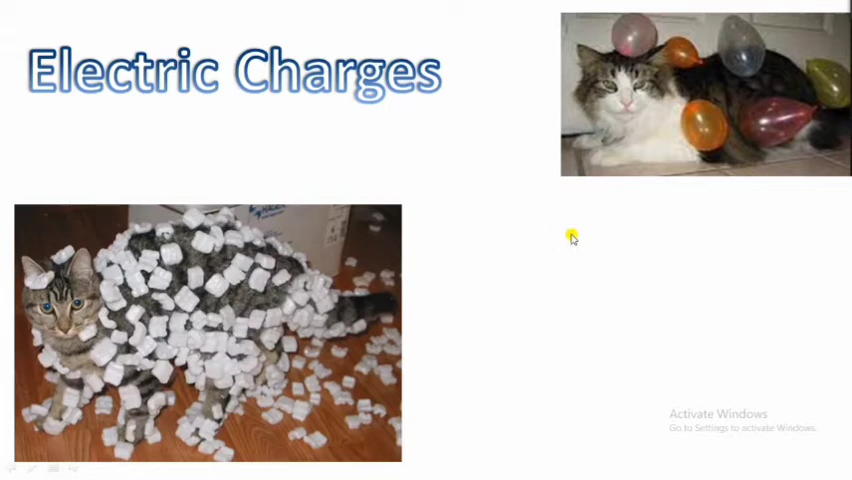 Electric Charges
Activate Windows
Go to Settings to activate Windows.